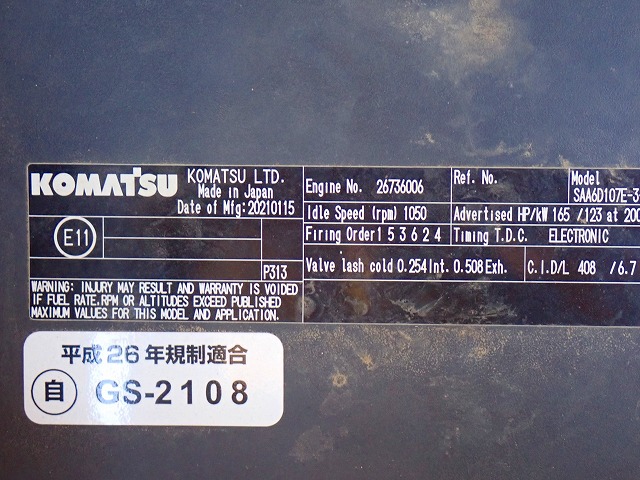 KOMATSU
KOMATSU LTD.
Made in Japan
Date of Mfg:20210115
E11
P313
WARNING: INJURY MAY RESULT AND WARRANTY IS VOIDED
IF FUEL RATE,RPM OR ALTITUDES EXCEED PUBLISHED
MAXIMUM VALUES FOR THIS MODEL AND APPLICATION.
Engine No. 26736006
Ref. No.
Model
SAA6D107E-3
Idle Speed (rpm) 1050
Advertised HP/kW 165 /123 at 200
Firing Order 1 5 3 6 2 4
Timing T.D.C. ELECTRONIC
Valve lash cold 0.254 Int. 0.508 Exh.
C.I.D/L 408 /6.7
平成26年規制適合
自 GS-2108